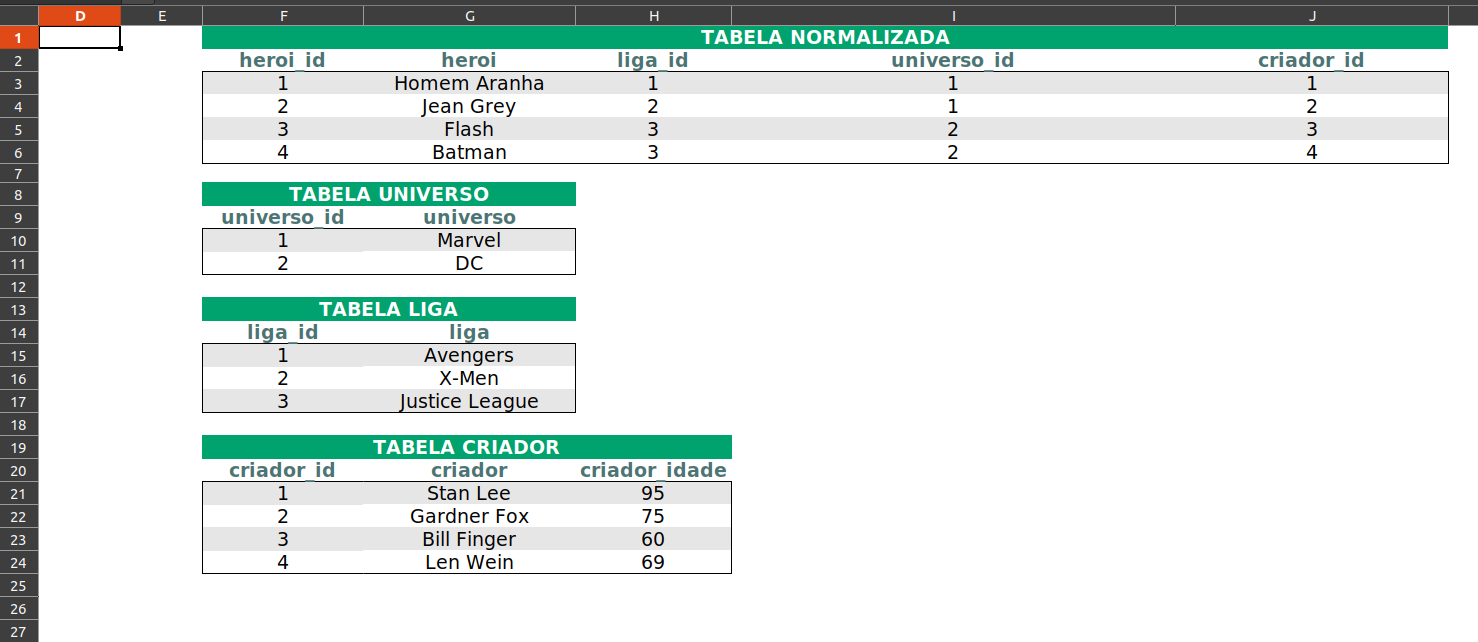 D E F G H I J
1 TABELA NORMALIZADA
2 heroi_id heroi liga_id universo_id criador_id
3 1 Homem Aranha 1 1 1
4 2 Jean Grey 2 1 2
5 3 Flash 3 2 3
6 4 Batman 3 2 4
7
8 TABELA UNIVERSO
9 universo_id universo
10 1 Marvel
11 2 DC
12
13 TABELA LIGA
14 liga_id liga
15 1 Avengers
16 2 X-Men
17 3 Justice League
18
19 TABELA CRIADOR
20 criador_id criador criador_idade
21 1 Stan Lee 95
22 2 Gardner Fox 75
23 3 Bill Finger 60
24 4 Len Wein 69
25
26
27